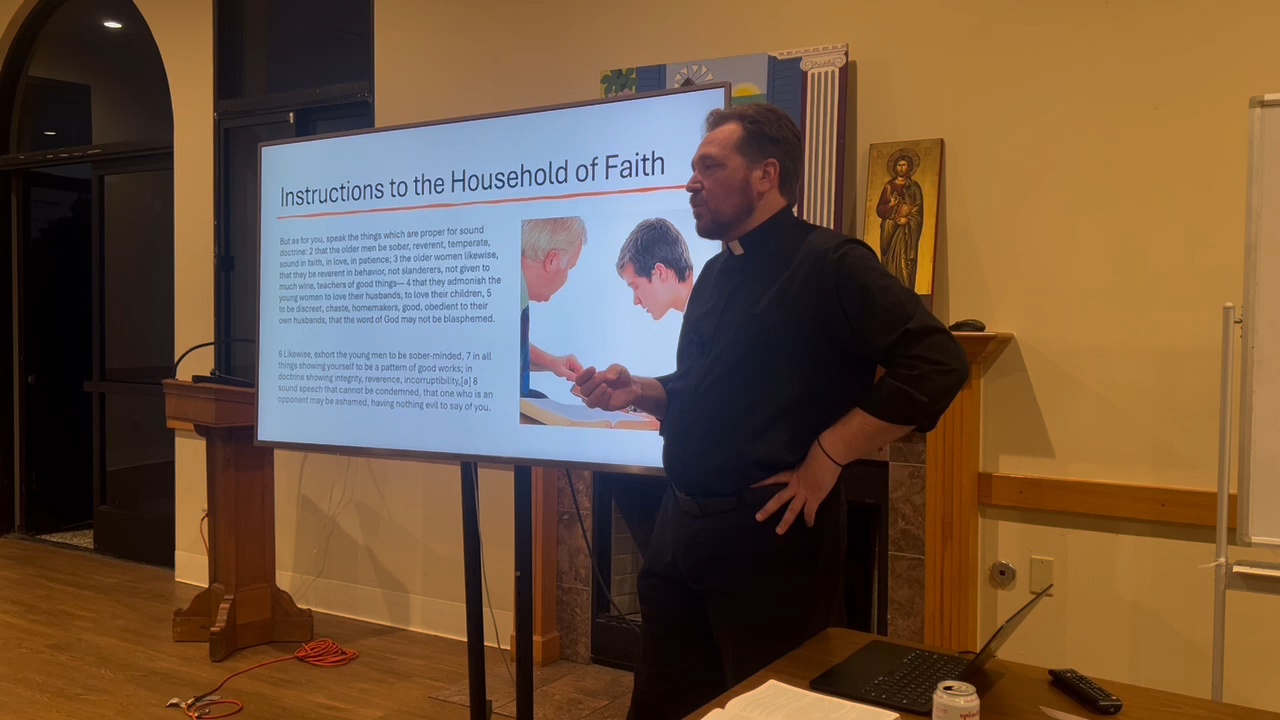 Instructions to the Household of Faith
But as for you, speak the things which are proper for sound
doctrine: 2 that the older men be sober, reverent, temperate,
sound in faith, in love, in patience; 3 the older women likewise,
that they be reverent in behavior, not slanderers, not given to
much wine, teachers of good things— 4 that they admonish the
young women to love their husbands, to love their children, 5
to be discreet, chaste, homemakers, good, obedient to their
own husbands, that the word of God may not be blasphemed.
6 Likewise, exhort the young men to be sober-minded, 7 in all
things showing yourself to be a pattern of good works; in
doctrine showing integrity, reverence, incorruptibility,[a] 8
sound speech that cannot be condemned, that one who is an
opponent may be ashamed, having nothing evil to say of you.